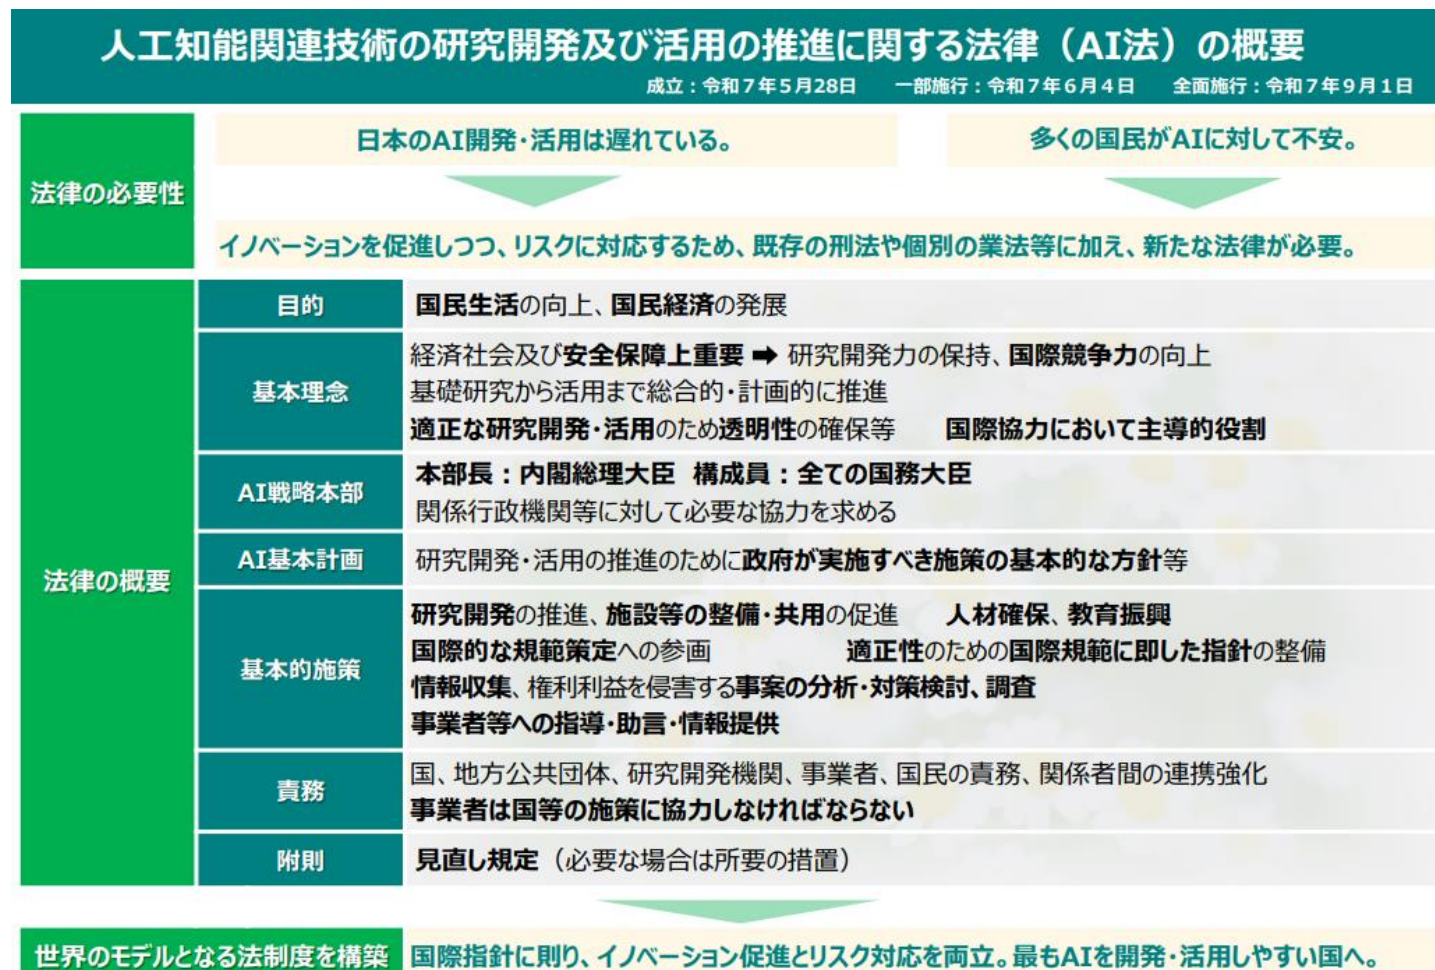 人工知能関連技術の研究開発及び活用の推進に関する法律（AI法）の概要
成立：令和７年５月28日　一部施行：令和７年６月４日　全面施行：令和７年９月１日
法律の必要性
日本のAI開発・活用は遅れている。
多くの国民がAIに対して不安。
イノベーションを促進しつつ、リスクに対応するため、既存の刑法や個別の業法等に加え、新たな法律が必要。
法律の概要
目的
国民生活の向上、国民経済の発展
基本理念
経済社会及び安全保障上重要 ➡ 研究開発力の保持、国際競争力の向上
基礎研究から活用まで総合的・計画的に推進
適正な研究開発・活用のため透明性の確保等　国際協力において主導的役割
AI戦略本部
本部長：内閣総理大臣　構成員：全ての国務大臣
関係行政機関等に対して必要な協力を求める
AI基本計画
研究開発・活用の推進のために政府が実施すべき施策の基本的な方針等
基本的施策
研究開発の推進、施設等の整備・共用の促進　人材確保、教育振興
国際的な規範策定への参画　適正性のための国際規範に即した指針の整備
情報収集、権利利益を侵害する事案の分析・対策検討、調査
事業者等への指導・助言・情報提供
責務
国、地方公共団体、研究開発機関、事業者、国民の責務、関係者間の連携強化
事業者は国等の施策に協力しなければならない
附則
見直し規定（必要な場合は所要の措置）
世界のモデルとなる法制度を構築
国際指針に則り、イノベーション促進とリスク対応を両立。最もAIを開発・活用しやすい国へ。